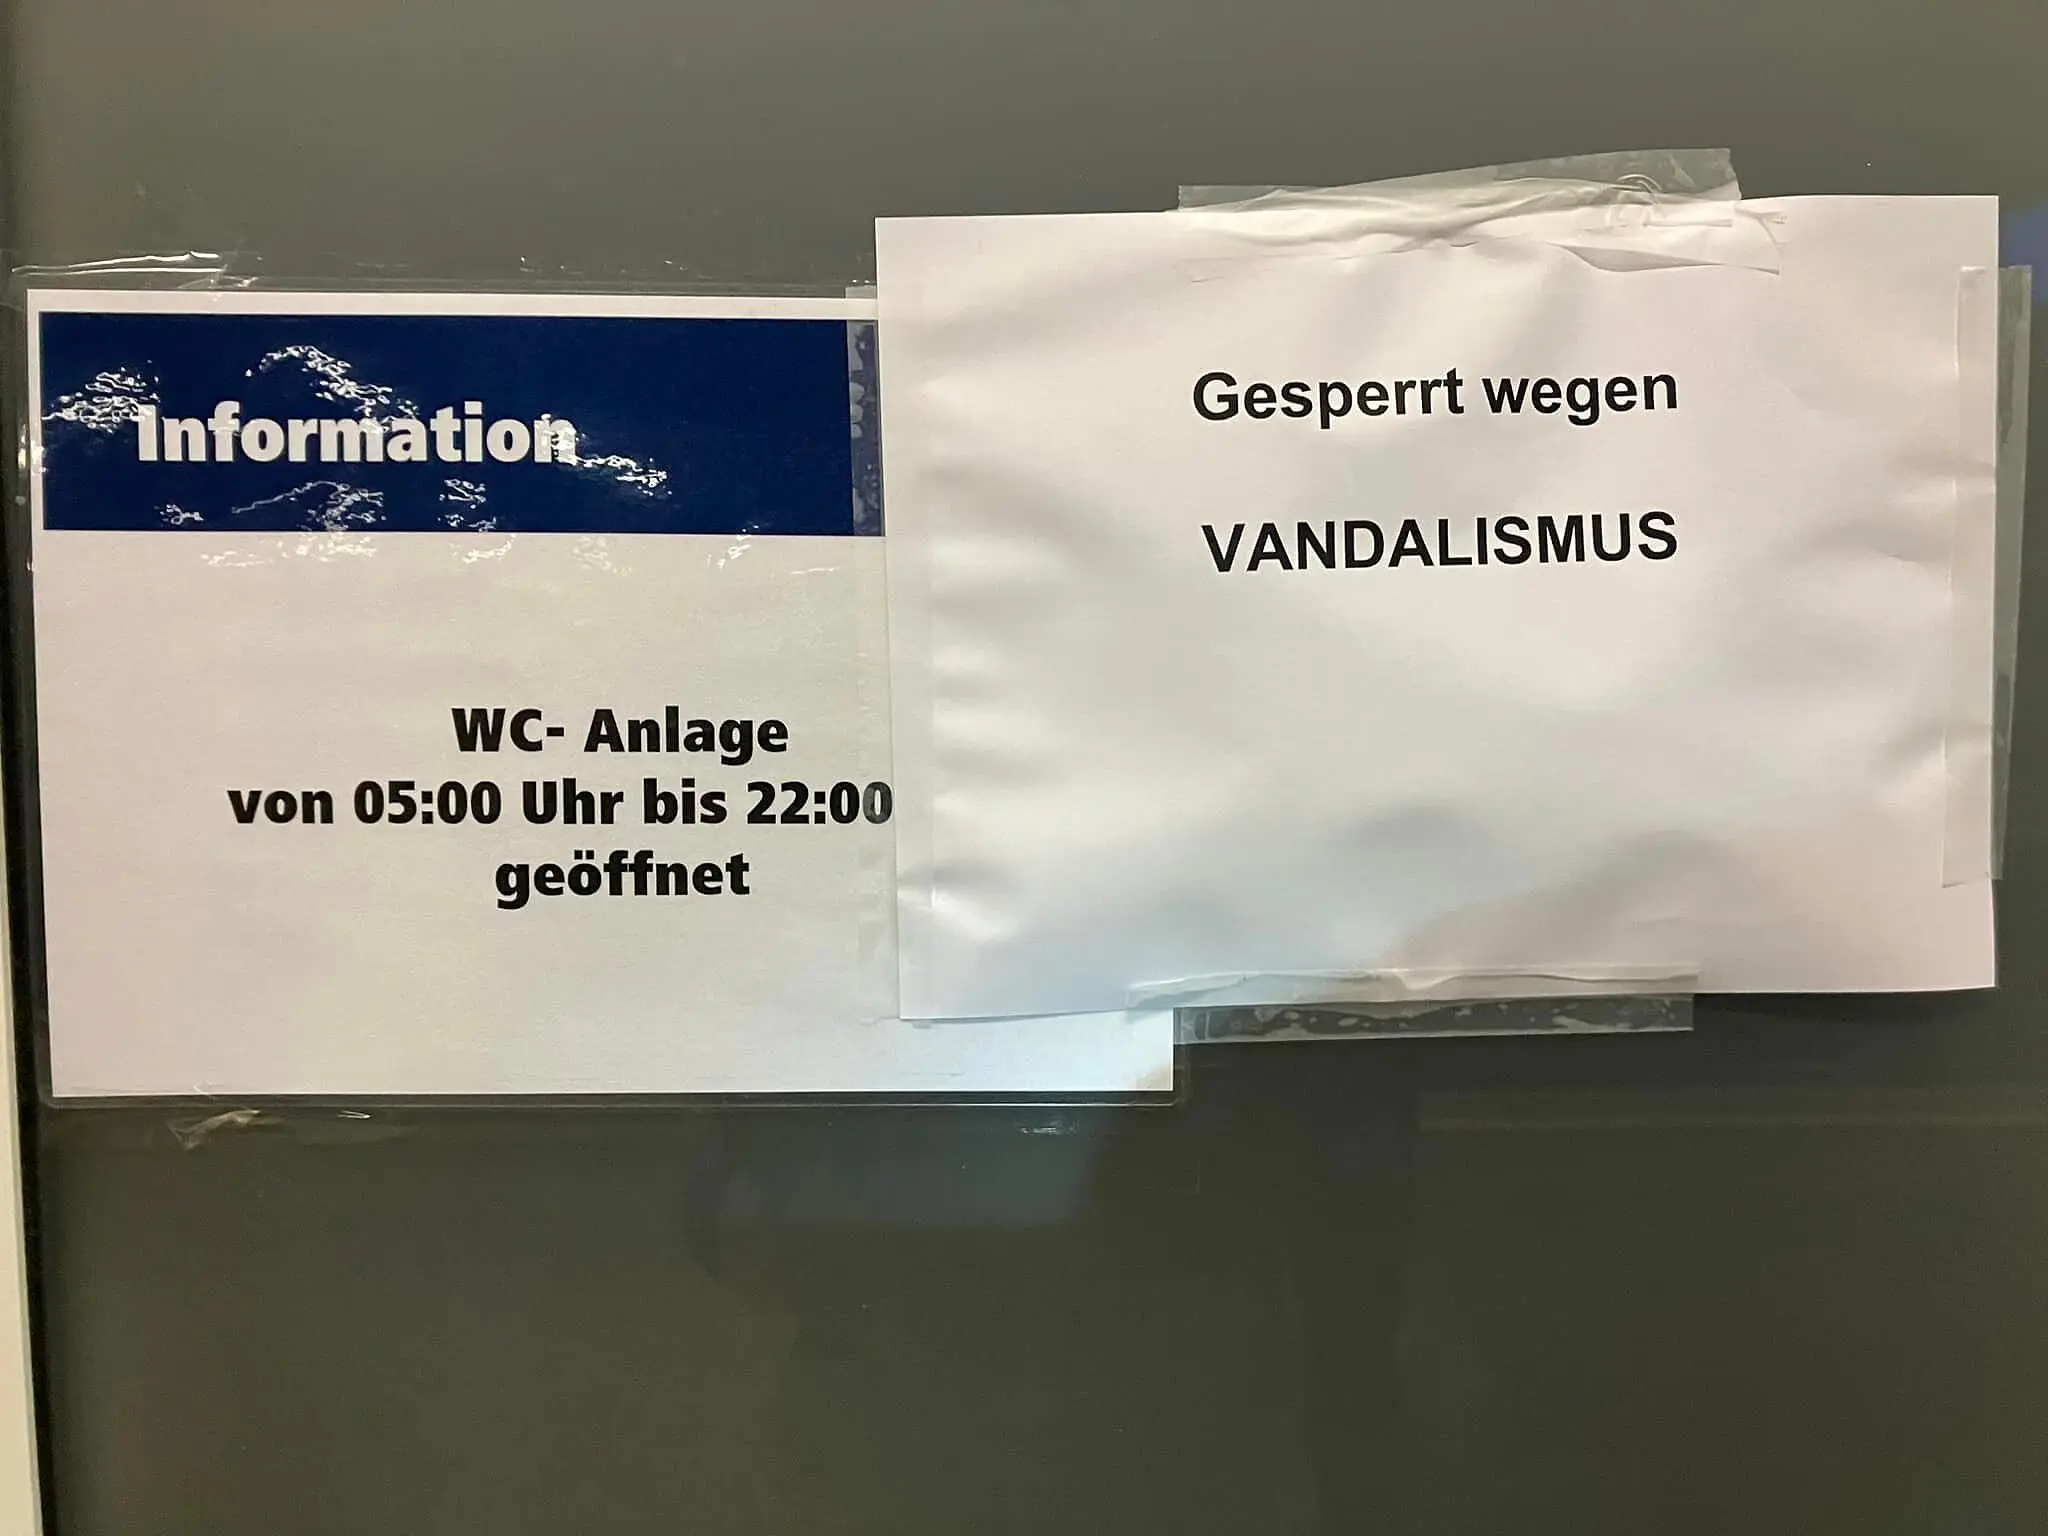 Information
WC- Anlage
von 05:00 Uhr bis 22:00
geöffnet
Gesperrt wegen
VANDALISMUS